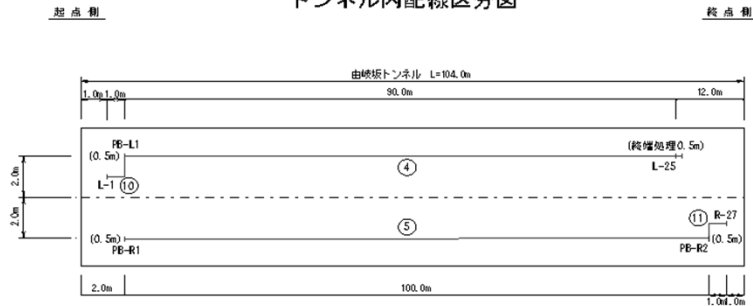 トンネル内配線区分図
起点側 終点側
由岐坂トンネル L=104.0m
1.0m 1.0m 90.0m 12.0m
PB-L1
(0.5m) (終端処理0.5m)
④ L-25
L-1 ⑩
2.0m
2.0m
⑪ R-27
⑤
(0.5m) (0.5m)
PB-R1 PB-R2
2.0m 100.0m
1.0m 1.0m